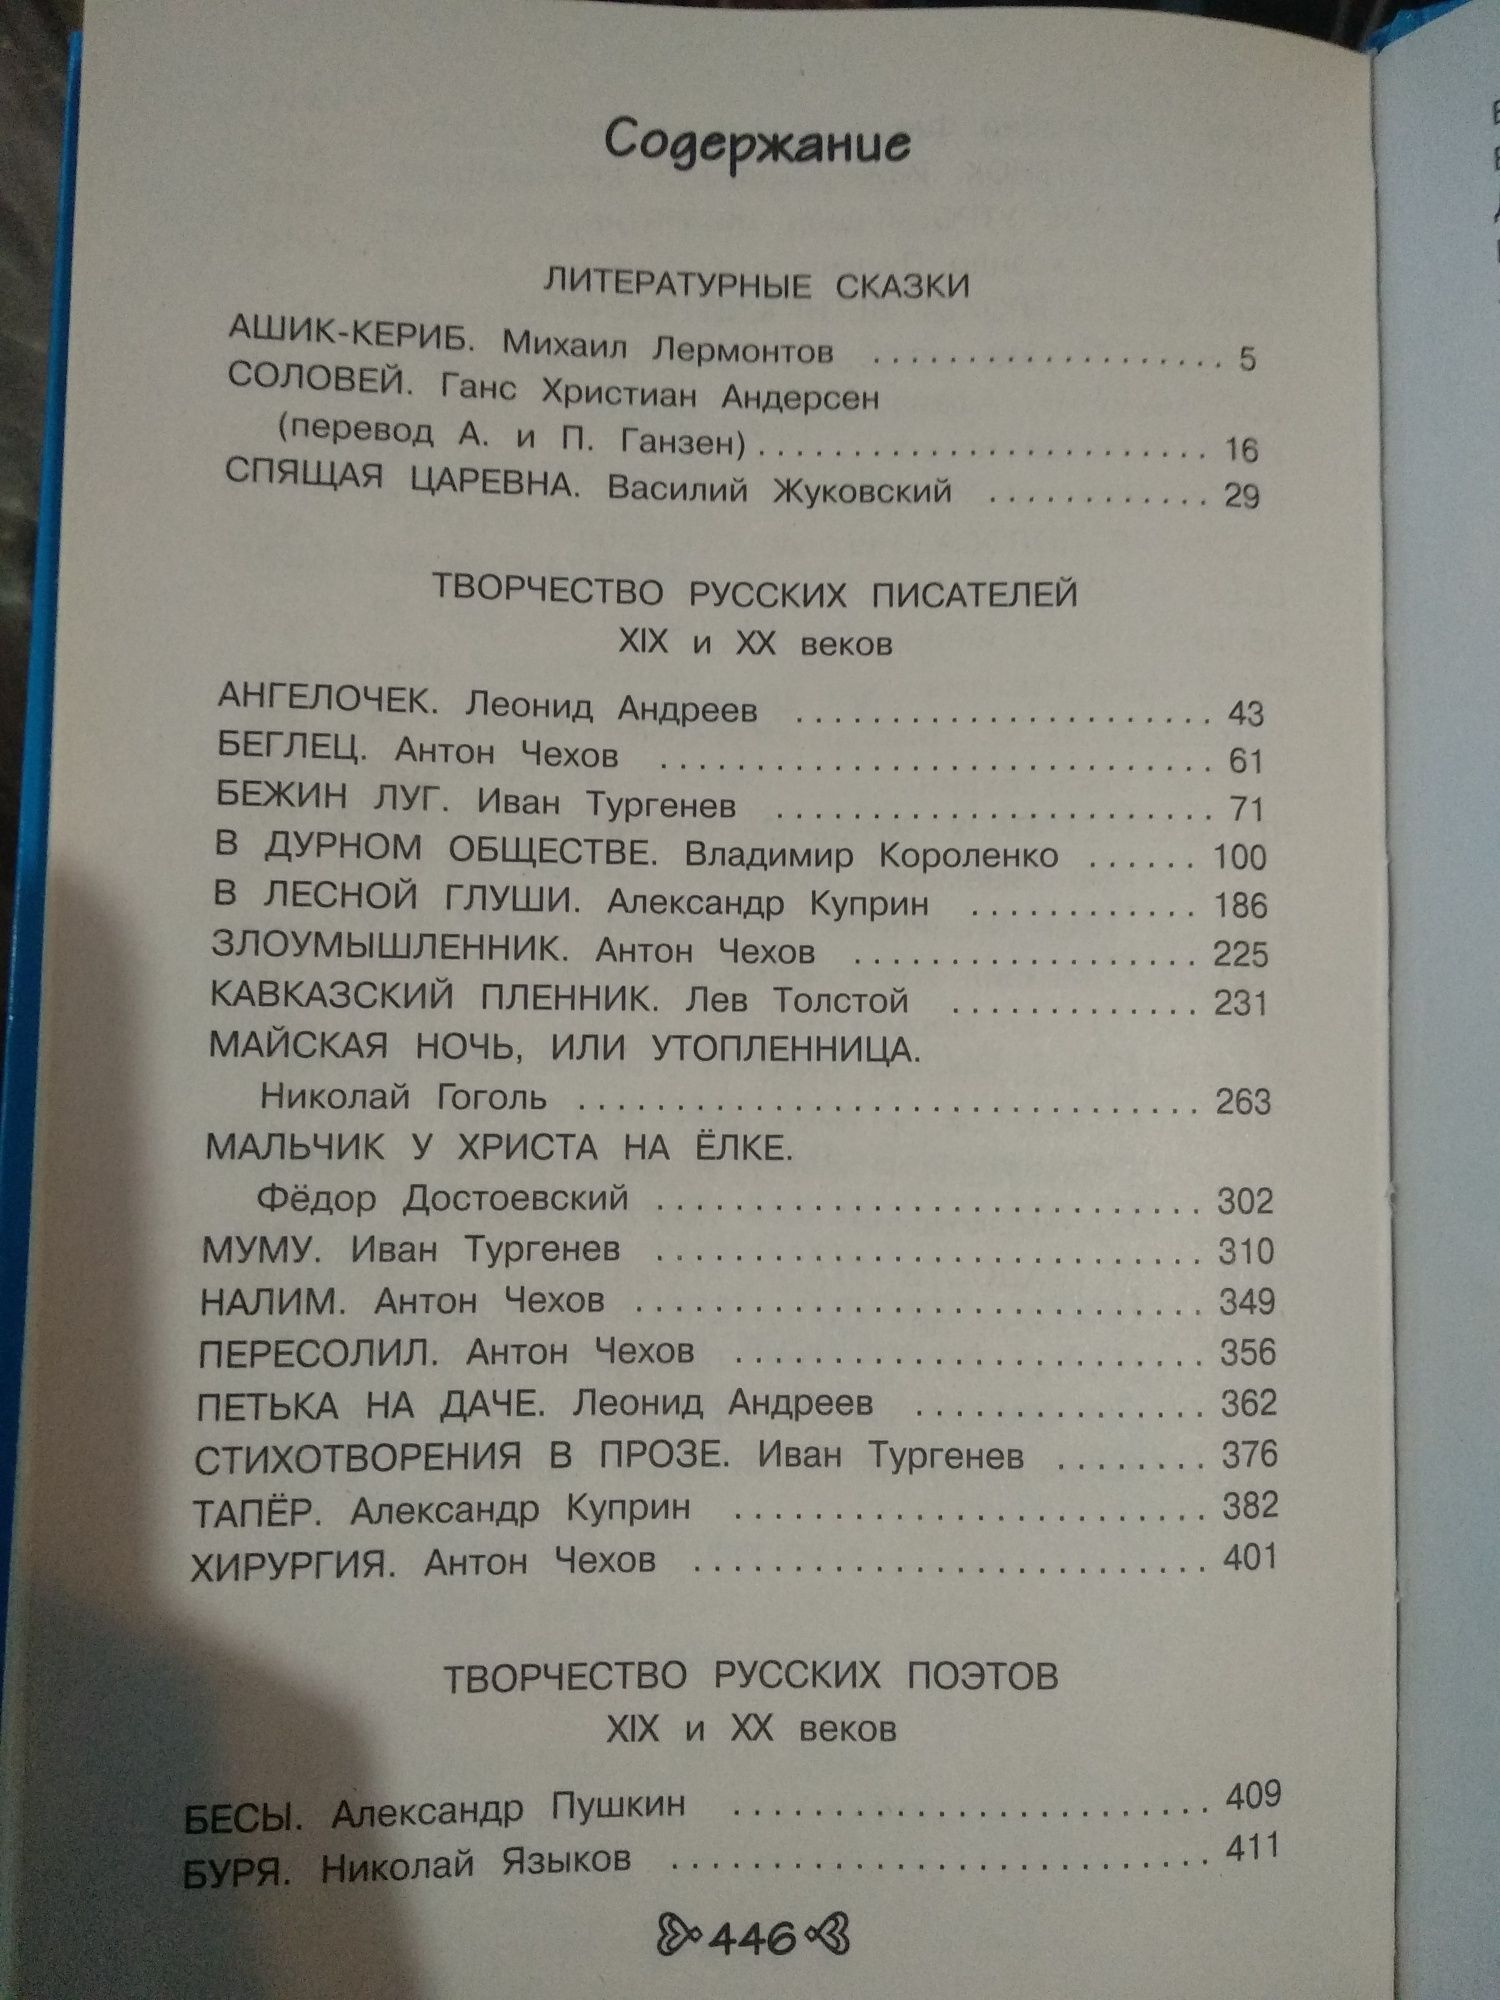 Содержание
ЛИТЕРАТУРНЫЕ СКАЗКИ
АШИК-КЕРИБ. Михаил Лермонтов .................... 5
СОЛОВЕЙ. Ганс Христиан Андерсен
(перевод А. и П. Ганзен) ........................ 16
СПЯЩАЯ ЦАРЕВНА. Василий Жуковский ............ 29
ТВОРЧЕСТВО РУССКИХ ПИСАТЕЛЕЙ
XIX и XX веков
АНГЕЛОЧЕК. Леонид Андреев ...................... 43
БЕГЛЕЦ. Антон Чехов ............................. 61
БЕЖИН ЛУГ. Иван Тургенев ....................... 71
В ДУРНОМ ОБЩЕСТВЕ. Владимир Короленко ...... 100
В ЛЕСНОЙ ГЛУШИ. Александр Куприн ............ 186
ЗЛОУМЫШЛЕННИК. Антон Чехов .................. 225
КАВКАЗСКИЙ ПЛЕННИК. Лев Толстой ............. 231
МАЙСКАЯ НОЧЬ, ИЛИ УТОПЛЕННИЦА.
Николай Гоголь ................................ 263
МАЛЬЧИК У ХРИСТА НА ЁЛКЕ.
Фёдор Достоевский ............................ 302
МУМУ. Иван Тургенев ............................ 310
НАЛИМ. Антон Чехов ............................. 349
ПЕРЕСОЛИЛ. Антон Чехов ........................ 356
ПЕТЬКА НА ДАЧЕ. Леонид Андреев ............... 362
СТИХОТВОРЕНИЯ В ПРОЗЕ. Иван Тургенев ........ 376
ТАПЁР. Александр Куприн ........................ 382
ХИРУРГИЯ. Антон Чехов .......................... 401
ТВОРЧЕСТВО РУССКИХ ПОЭТОВ
XIX и XX веков
БЕСЫ. Александр Пушкин ......................... 409
БУРЯ. Николай Языков ............................ 411
446